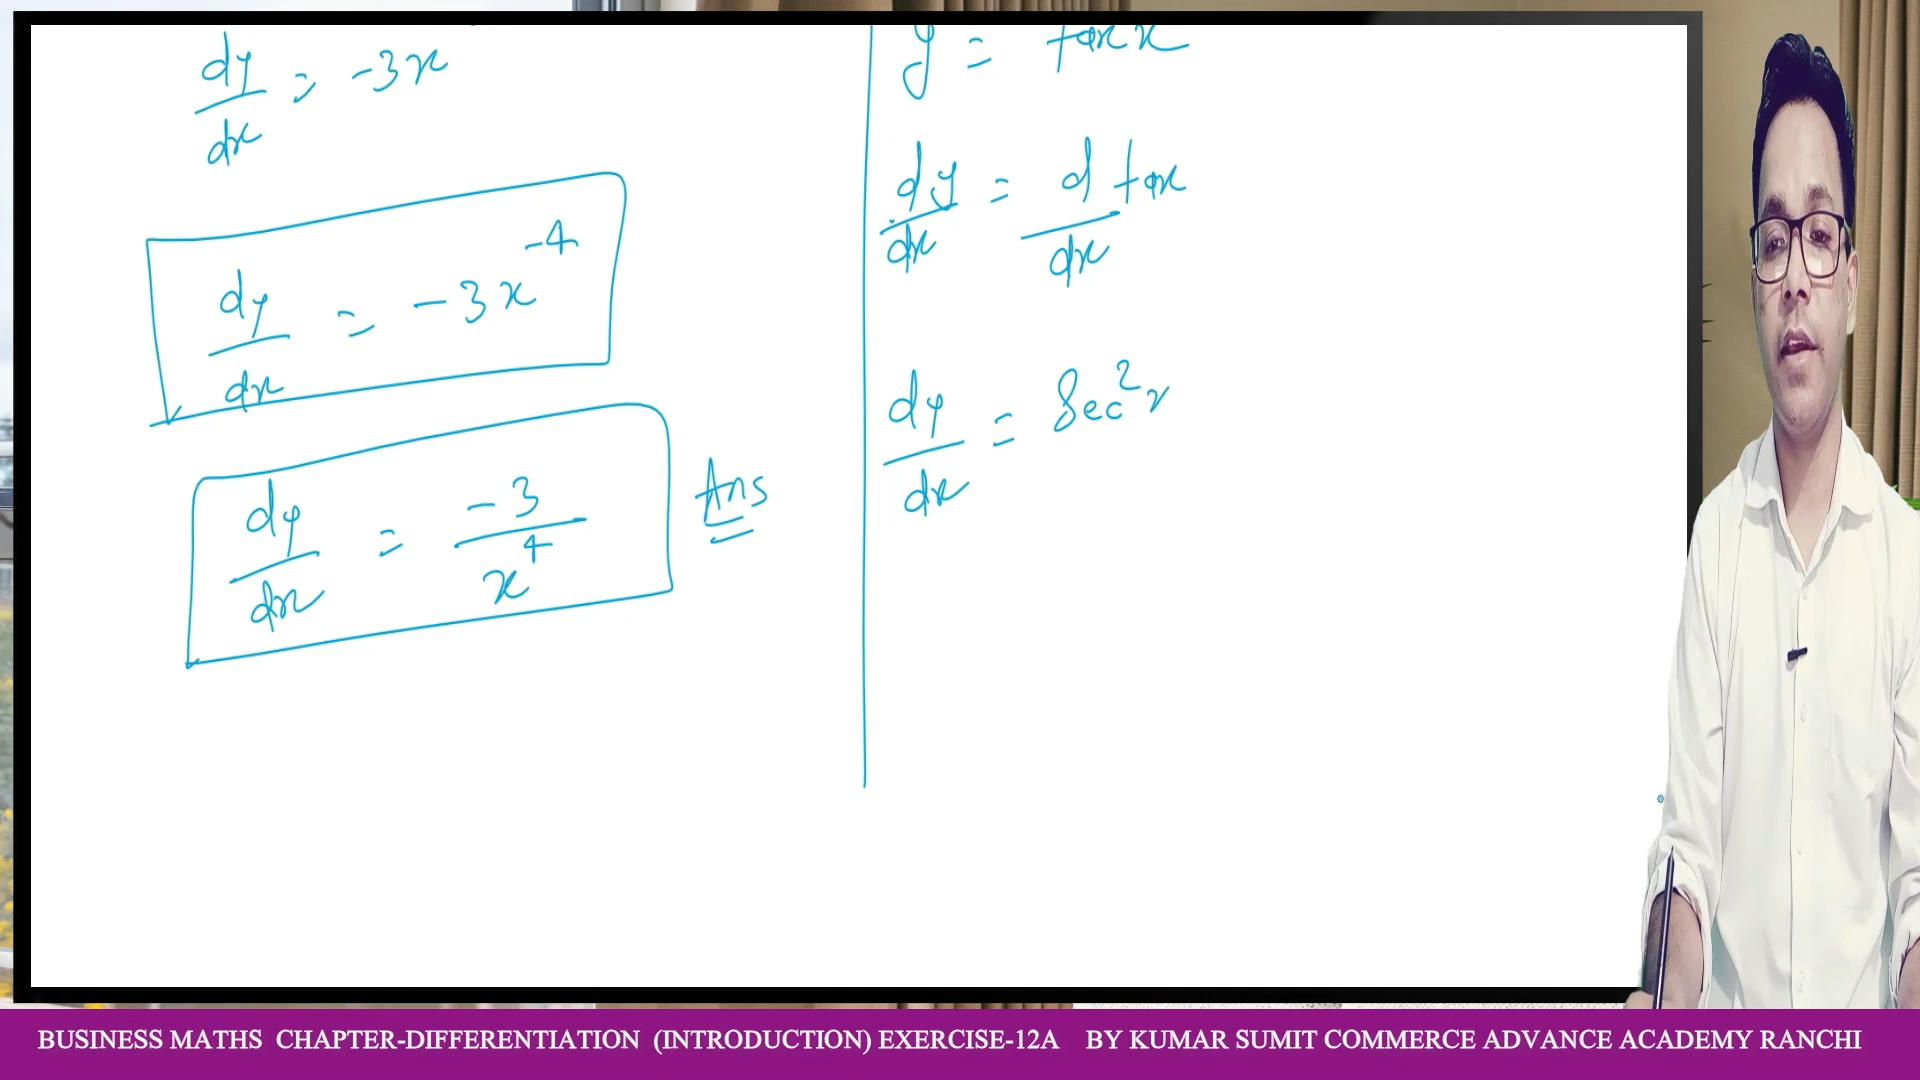 dy/dx = -3x
dy/dx = -3x^-4
dy/dx = -3/x^4 Ans
y = tan x
dy/dx = d/dx tan x
dy/dx = Sec^2 x
BUSINESS MATHS CHAPTER-DIFFERENTIATION (INTRODUCTION) EXERCISE-12A BY KUMAR SUMIT COMMERCE ADVANCE ACADEMY RANCHI